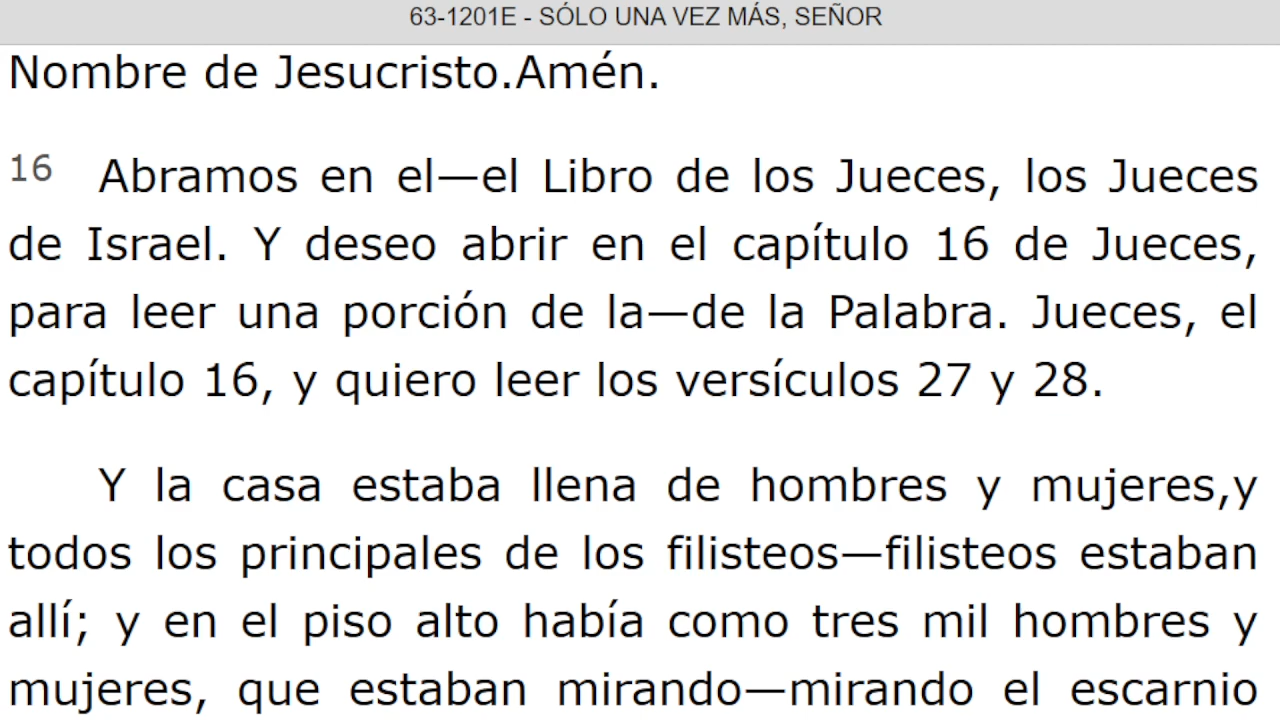 63-1201E - SÓLO UNA VEZ MÁS, SEÑOR
Nombre de Jesucristo.Amén.
16 Abramos en el—el Libro de los Jueces, los Jueces
de Israel. Y deseo abrir en el capítulo 16 de Jueces,
para leer una porción de la—de la Palabra. Jueces, el
capítulo 16, y quiero leer los versículos 27 y 28.
Y la casa estaba llena de hombres y mujeres,y
todos los principales de los filisteos—filisteos estaban
allí; y en el piso alto había como tres mil hombres y
mujeres, que estaban mirando—mirando el escarnio